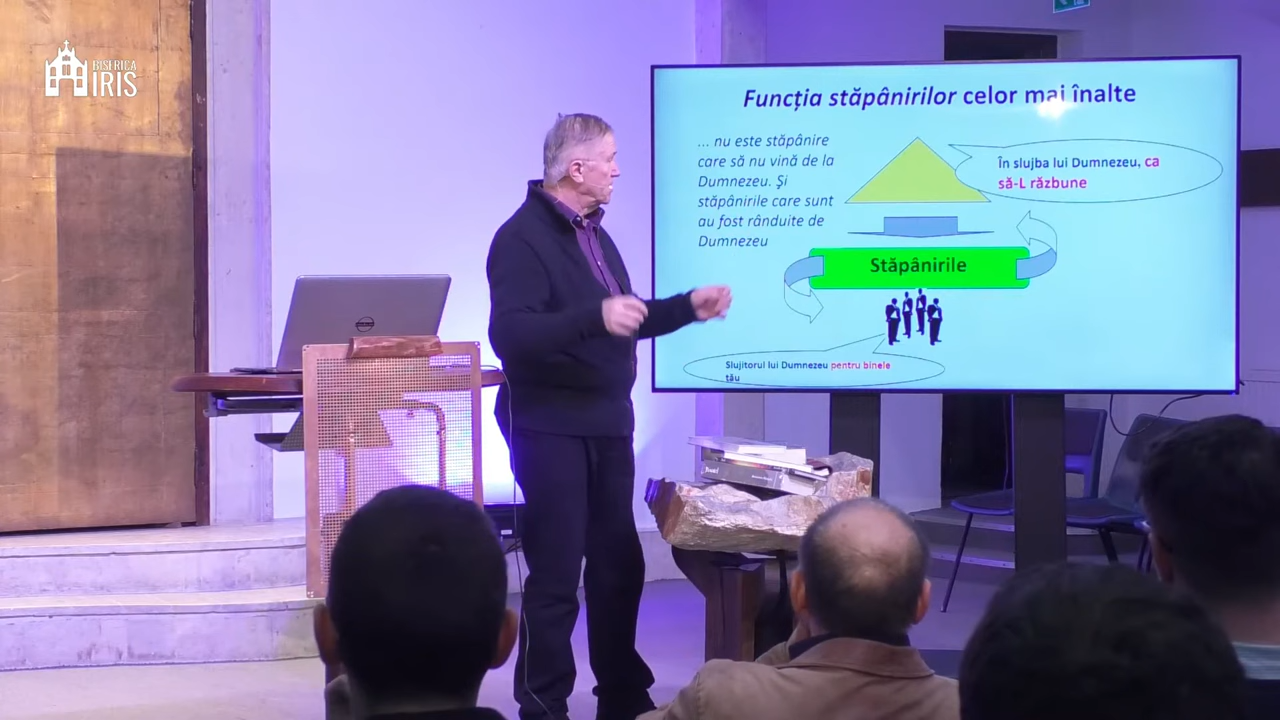 BISERICA
IRIS
Funcția stăpânirilor celor mai înalte
... nu este stăpânire
care să nu vină de la
Dumnezeu. Şi
stăpânirile care sunt
au fost rânduite de
Dumnezeu
În slujba lui Dumnezeu, ca
să-L răzbune
Stăpânirile
Slujitorul lui Dumnezeu pentru binele
tău